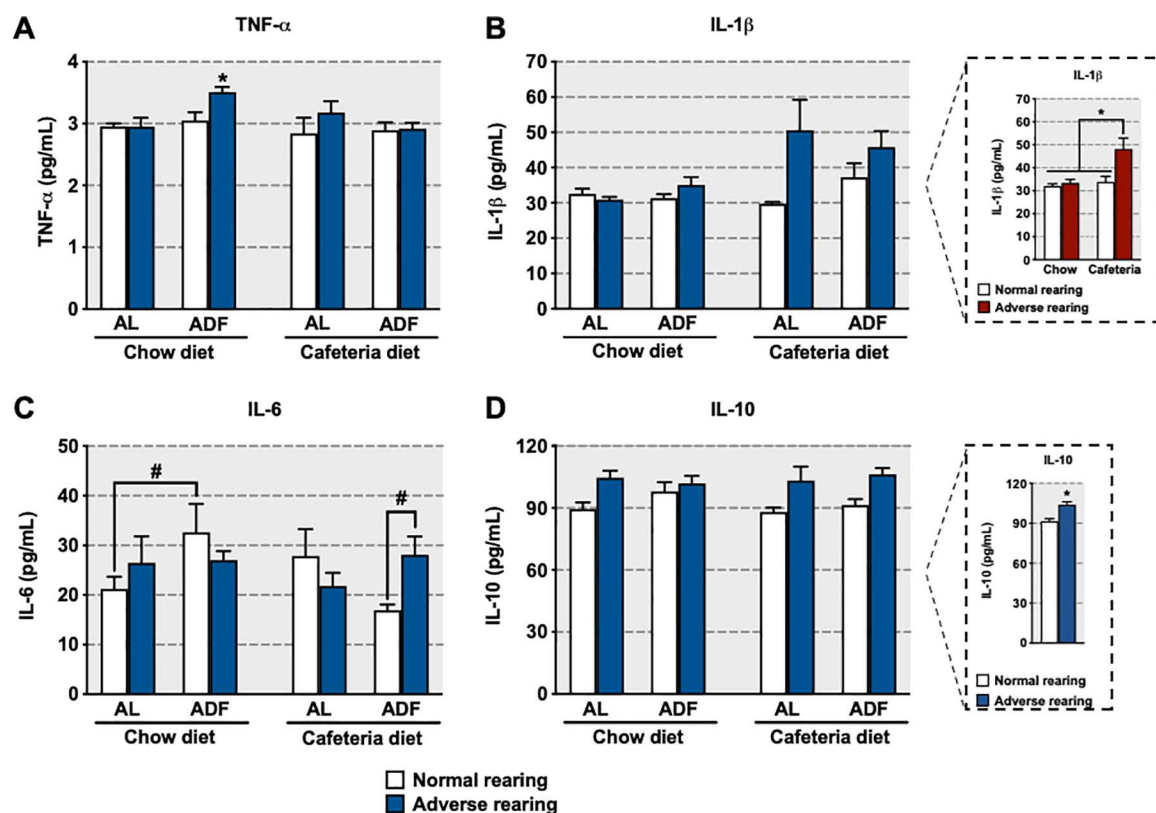 A
TNF-α
TNF-α (pg/mL)
4
3
2
1
0
*
AL
ADF
AL
ADF
Chow diet
Cafeteria diet
B
IL-1β
IL-1β (pg/mL)
70
60
50
40
30
20
10
0
AL
ADF
AL
ADF
Chow diet
Cafeteria diet
IL-1β
IL-1β (pg/mL)
70
60
50
40
30
20
10
0
*
Chow
Cafeteria
Normal rearing
Adverse rearing
C
IL-6
IL-6 (pg/mL)
50
40
30
20
10
0
#
#
AL
ADF
AL
ADF
Chow diet
Cafeteria diet
D
IL-10
IL-10 (pg/mL)
120
90
60
30
0
AL
ADF
AL
ADF
Chow diet
Cafeteria diet
IL-10
IL-10 (pg/mL)
120
90
60
30
0
*
Normal rearing
Adverse rearing
Normal rearing
Adverse rearing